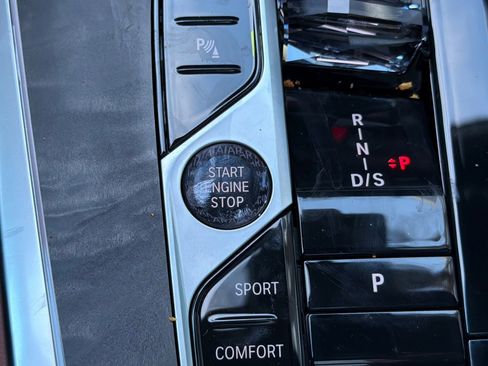 P
START
ENGINE
STOP
R
N
D/S
P
P
SPORT
COMFORT